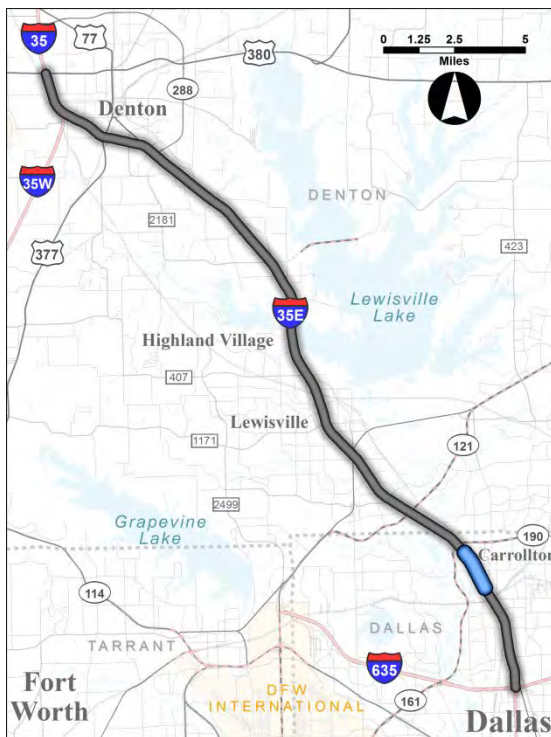 35
77
380
0 1.25 2.5 5
Miles
288
Denton
35W
DENTON
2181
377
423
35E
Lewisville
Lake
Highland Village
407
Lewisville
1171
121
2499
Grapevine
Lake
190
Carrollton
114
DALLAS
TARRANT
635
Fort
Worth
DFW
INTERNATIONAL
161
Dallas